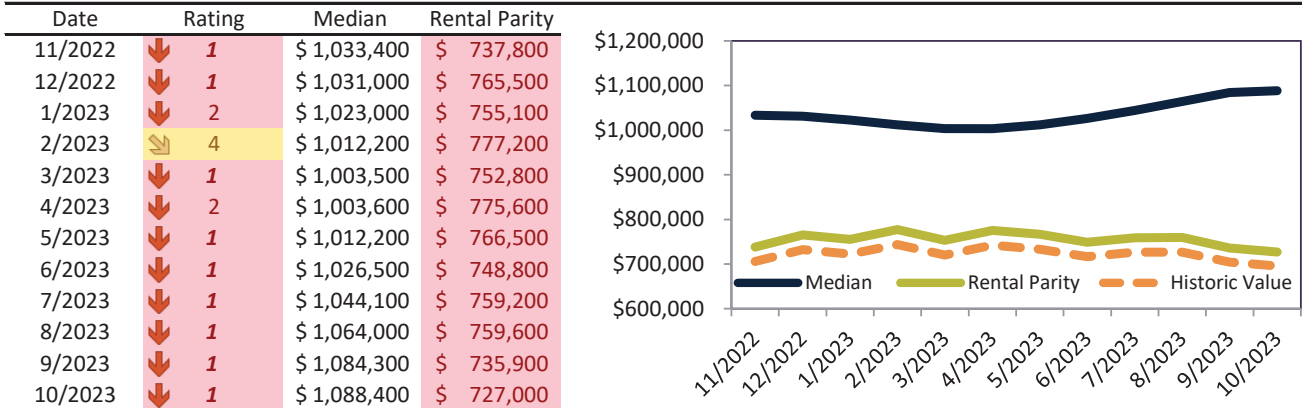 Date Rating Median Rental Parity
11/2022 1 $ 1,033,400 $ 737,800
12/2022 1 $ 1,031,000 $ 765,500
1/2023 2 $ 1,023,000 $ 755,100
2/2023 4 $ 1,012,200 $ 777,200
3/2023 1 $ 1,003,500 $ 752,800
4/2023 2 $ 1,003,600 $ 775,600
5/2023 1 $ 1,012,200 $ 766,500
6/2023 1 $ 1,026,500 $ 748,800
7/2023 1 $ 1,044,100 $ 759,200
8/2023 1 $ 1,064,000 $ 759,600
9/2023 1 $ 1,084,300 $ 735,900
10/2023 1 $ 1,088,400 $ 727,000
$1,200,000
$1,100,000
$1,000,000
$900,000
$800,000
$700,000
$600,000
Median Rental Parity Historic Value
11/2022 12/2022 1/2023 2/2023 3/2023 4/2023 5/2023 6/2023 7/2023 8/2023 9/2023 10/2023